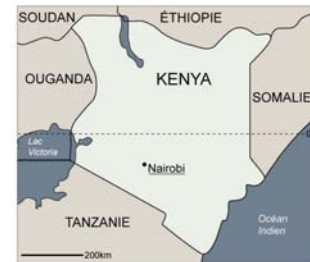 SOUDAN
ÉTHIOPIE
OUGANDA
KENYA
SOMALIE
Lac
Victoria
Nairobi
TANZANIE
Océan
Indien
200km